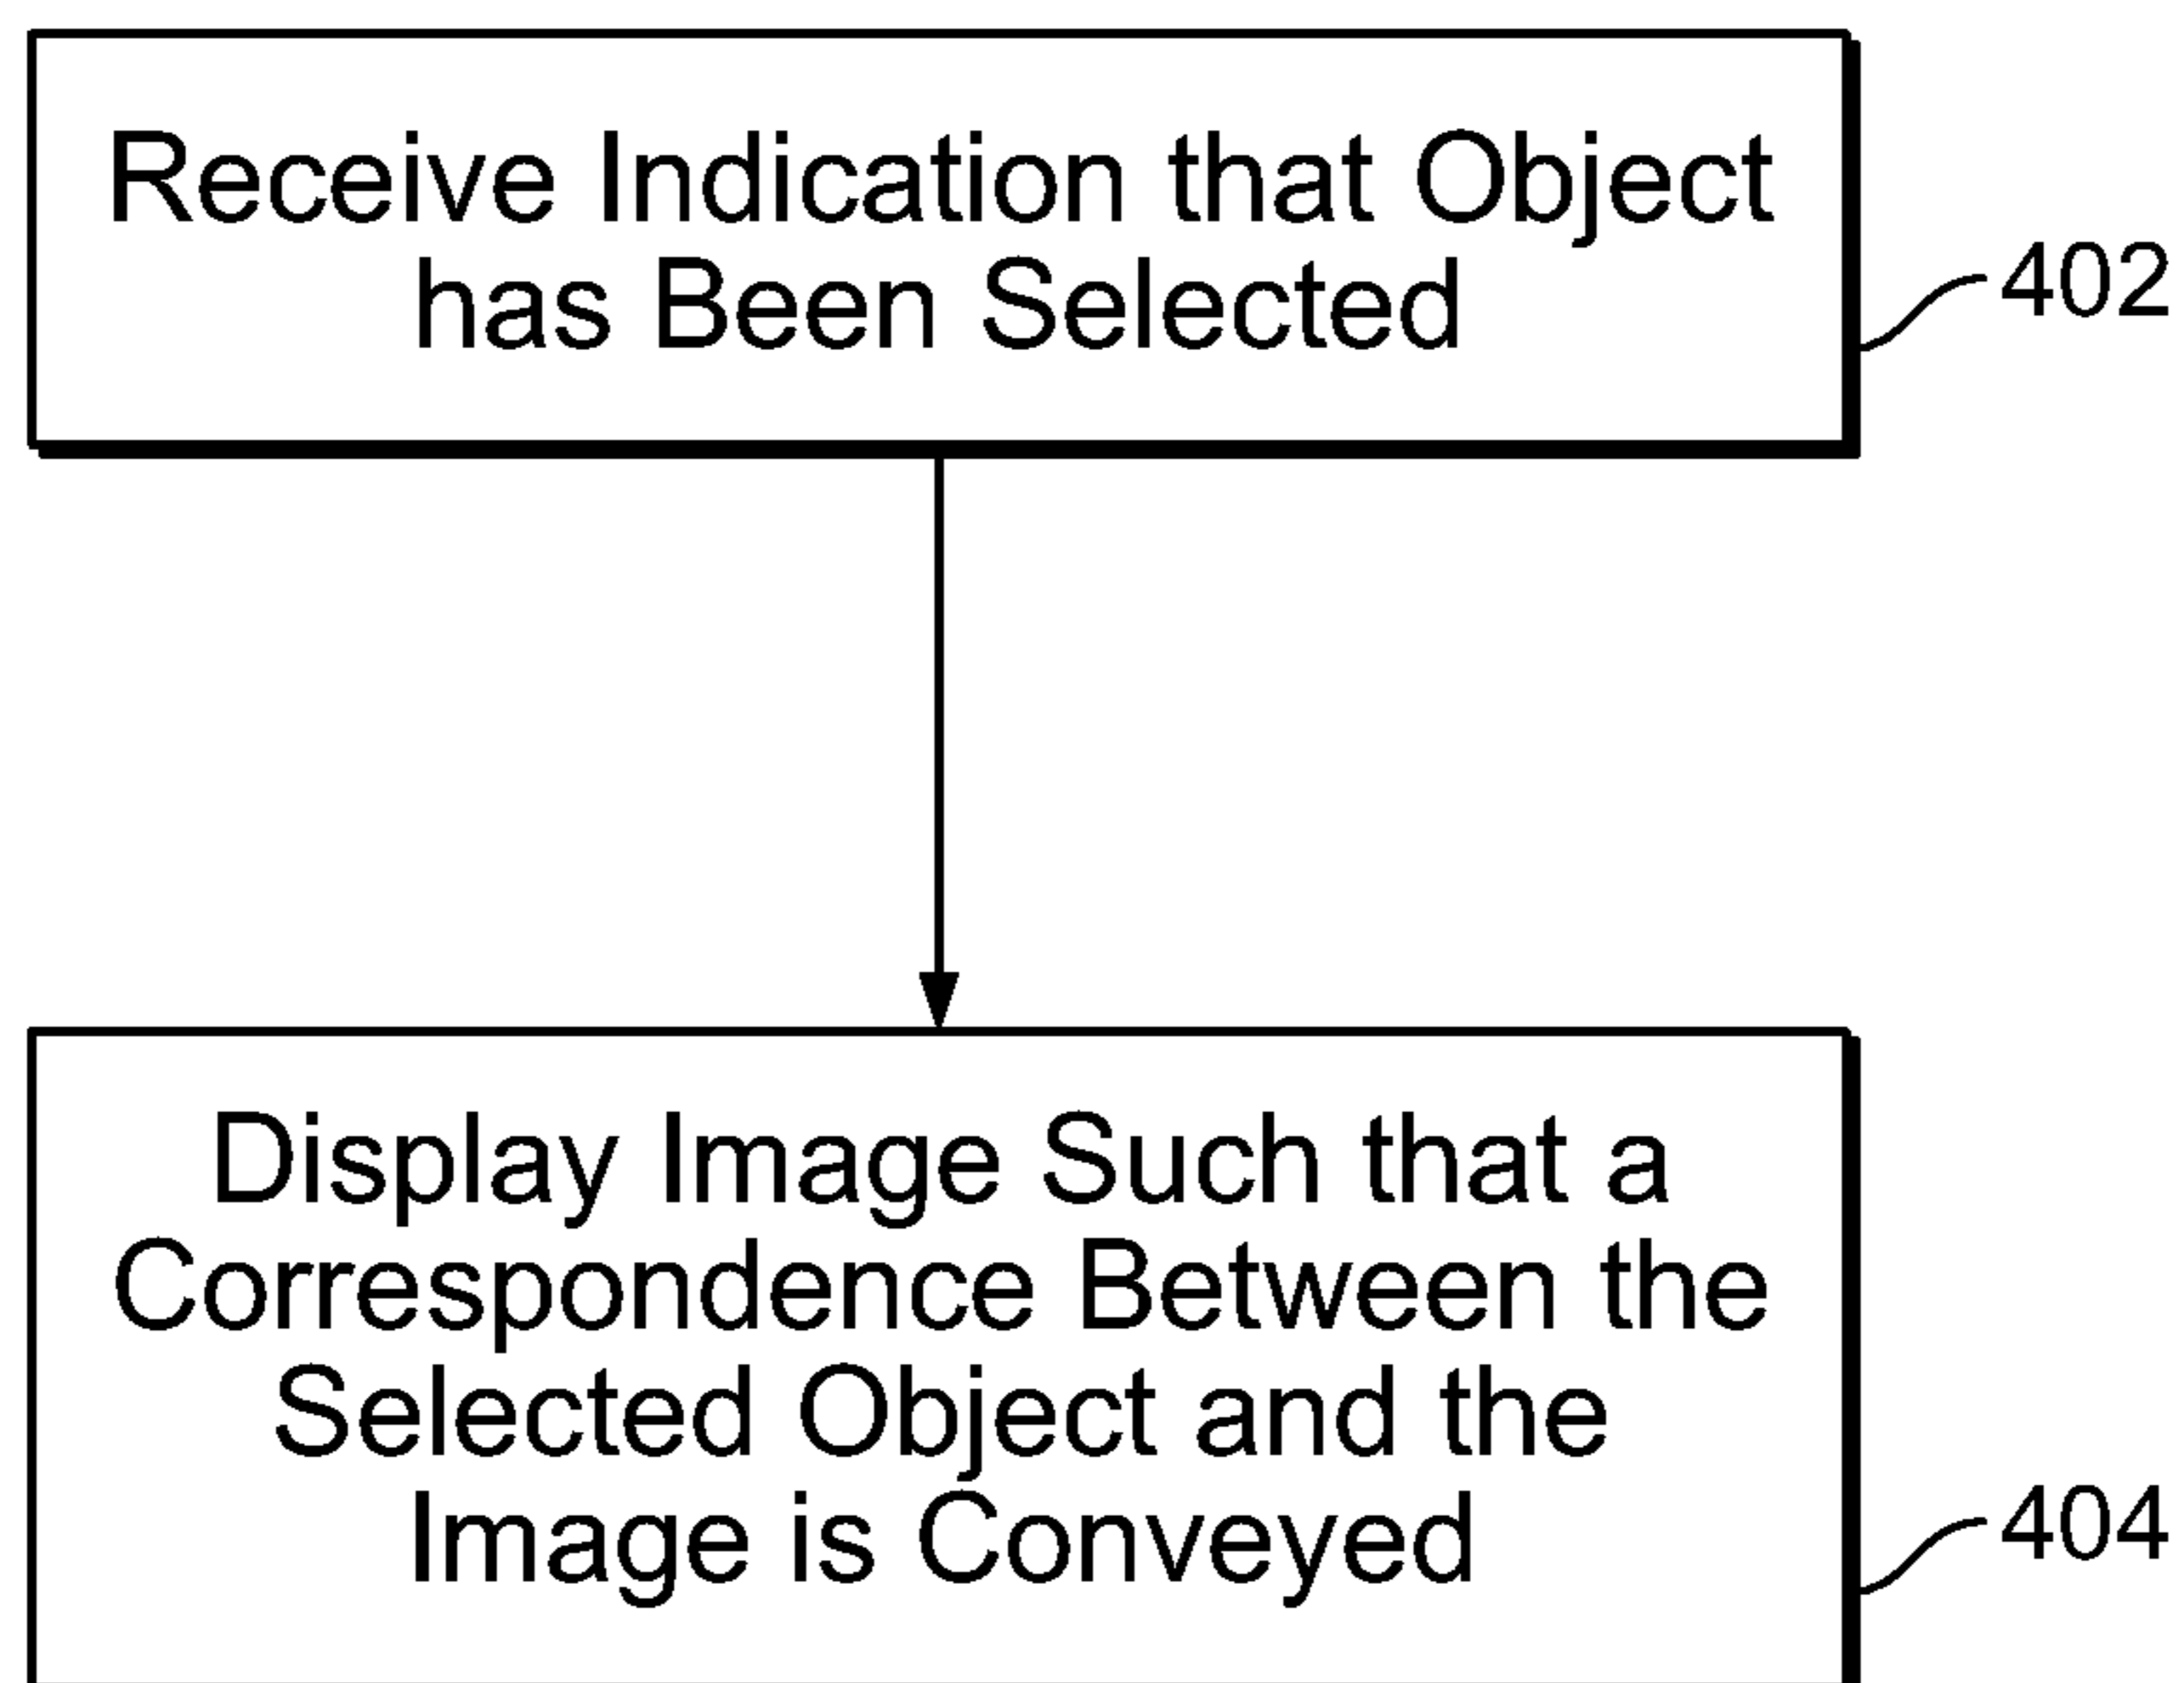 Receive Indication that Object
has Been Selected
402
Display Image Such that a
Correspondence Between the
Selected Object and the
Image is Conveyed
404